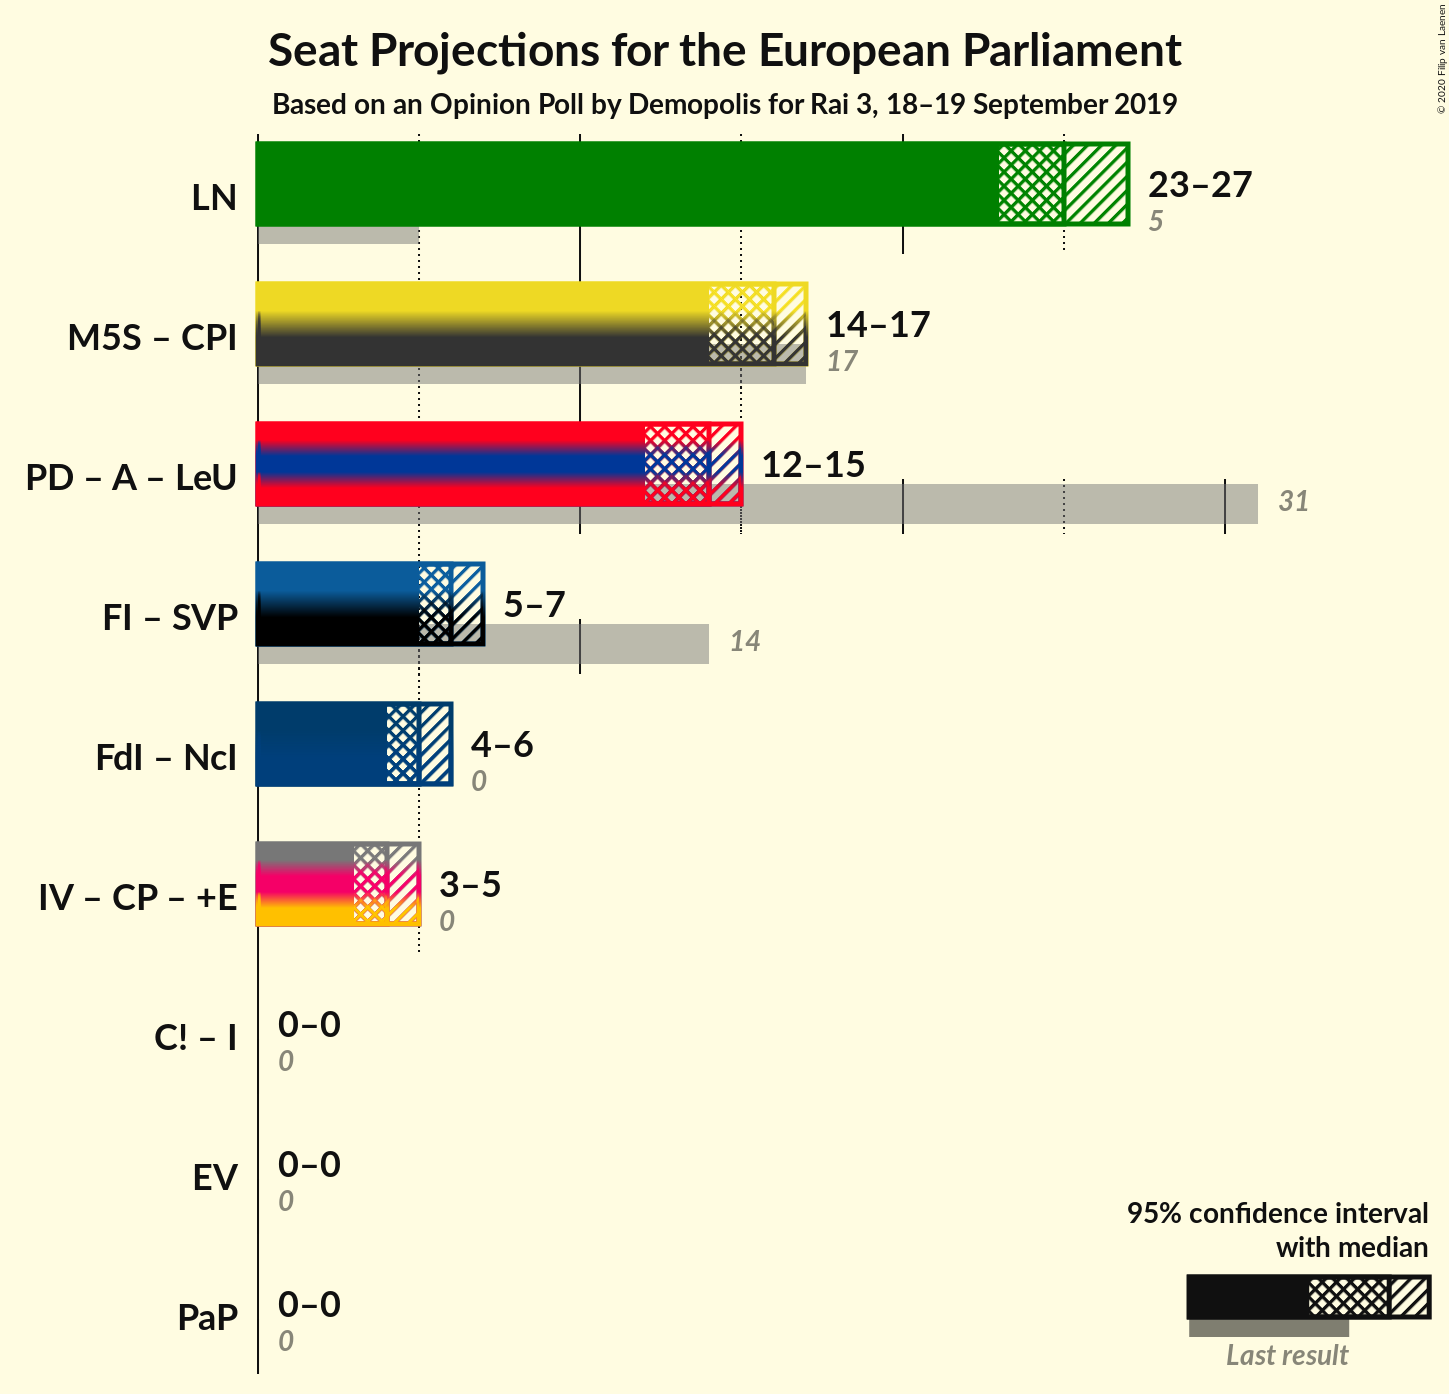 Seat Projections for the European Parliament
Based on an Opinion Poll by Demopolis for Rai 3, 18–19 September 2019
© 2020 Filip van Laenen
LN
23–27
5
M5S – CPI
14–17
17
PD – A – LeU
12–15
31
FI – SVP
5–7
14
FdI – NcI
4–6
0
IV – CP – +E
3–5
0
C! – I
0–0
0
EV
0–0
0
PaP
0–0
0
95% confidence interval
with median
Last result